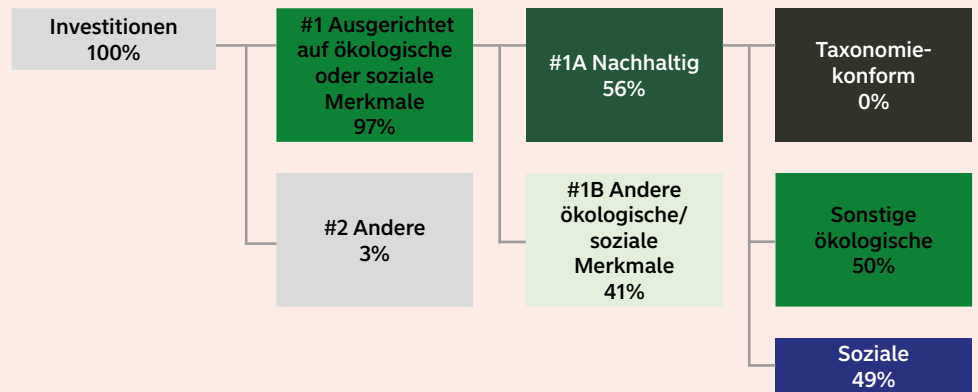 Investitionen
100%
#1 Ausgerichtet
auf ökologische
oder soziale
Merkmale
97%
#1A Nachhaltig
56%
Taxonomie-
konform
0%
#2 Andere
3%
#1B Andere
ökologische/
soziale
Merkmale
41%
Sonstige
ökologische
50%
Soziale
49%